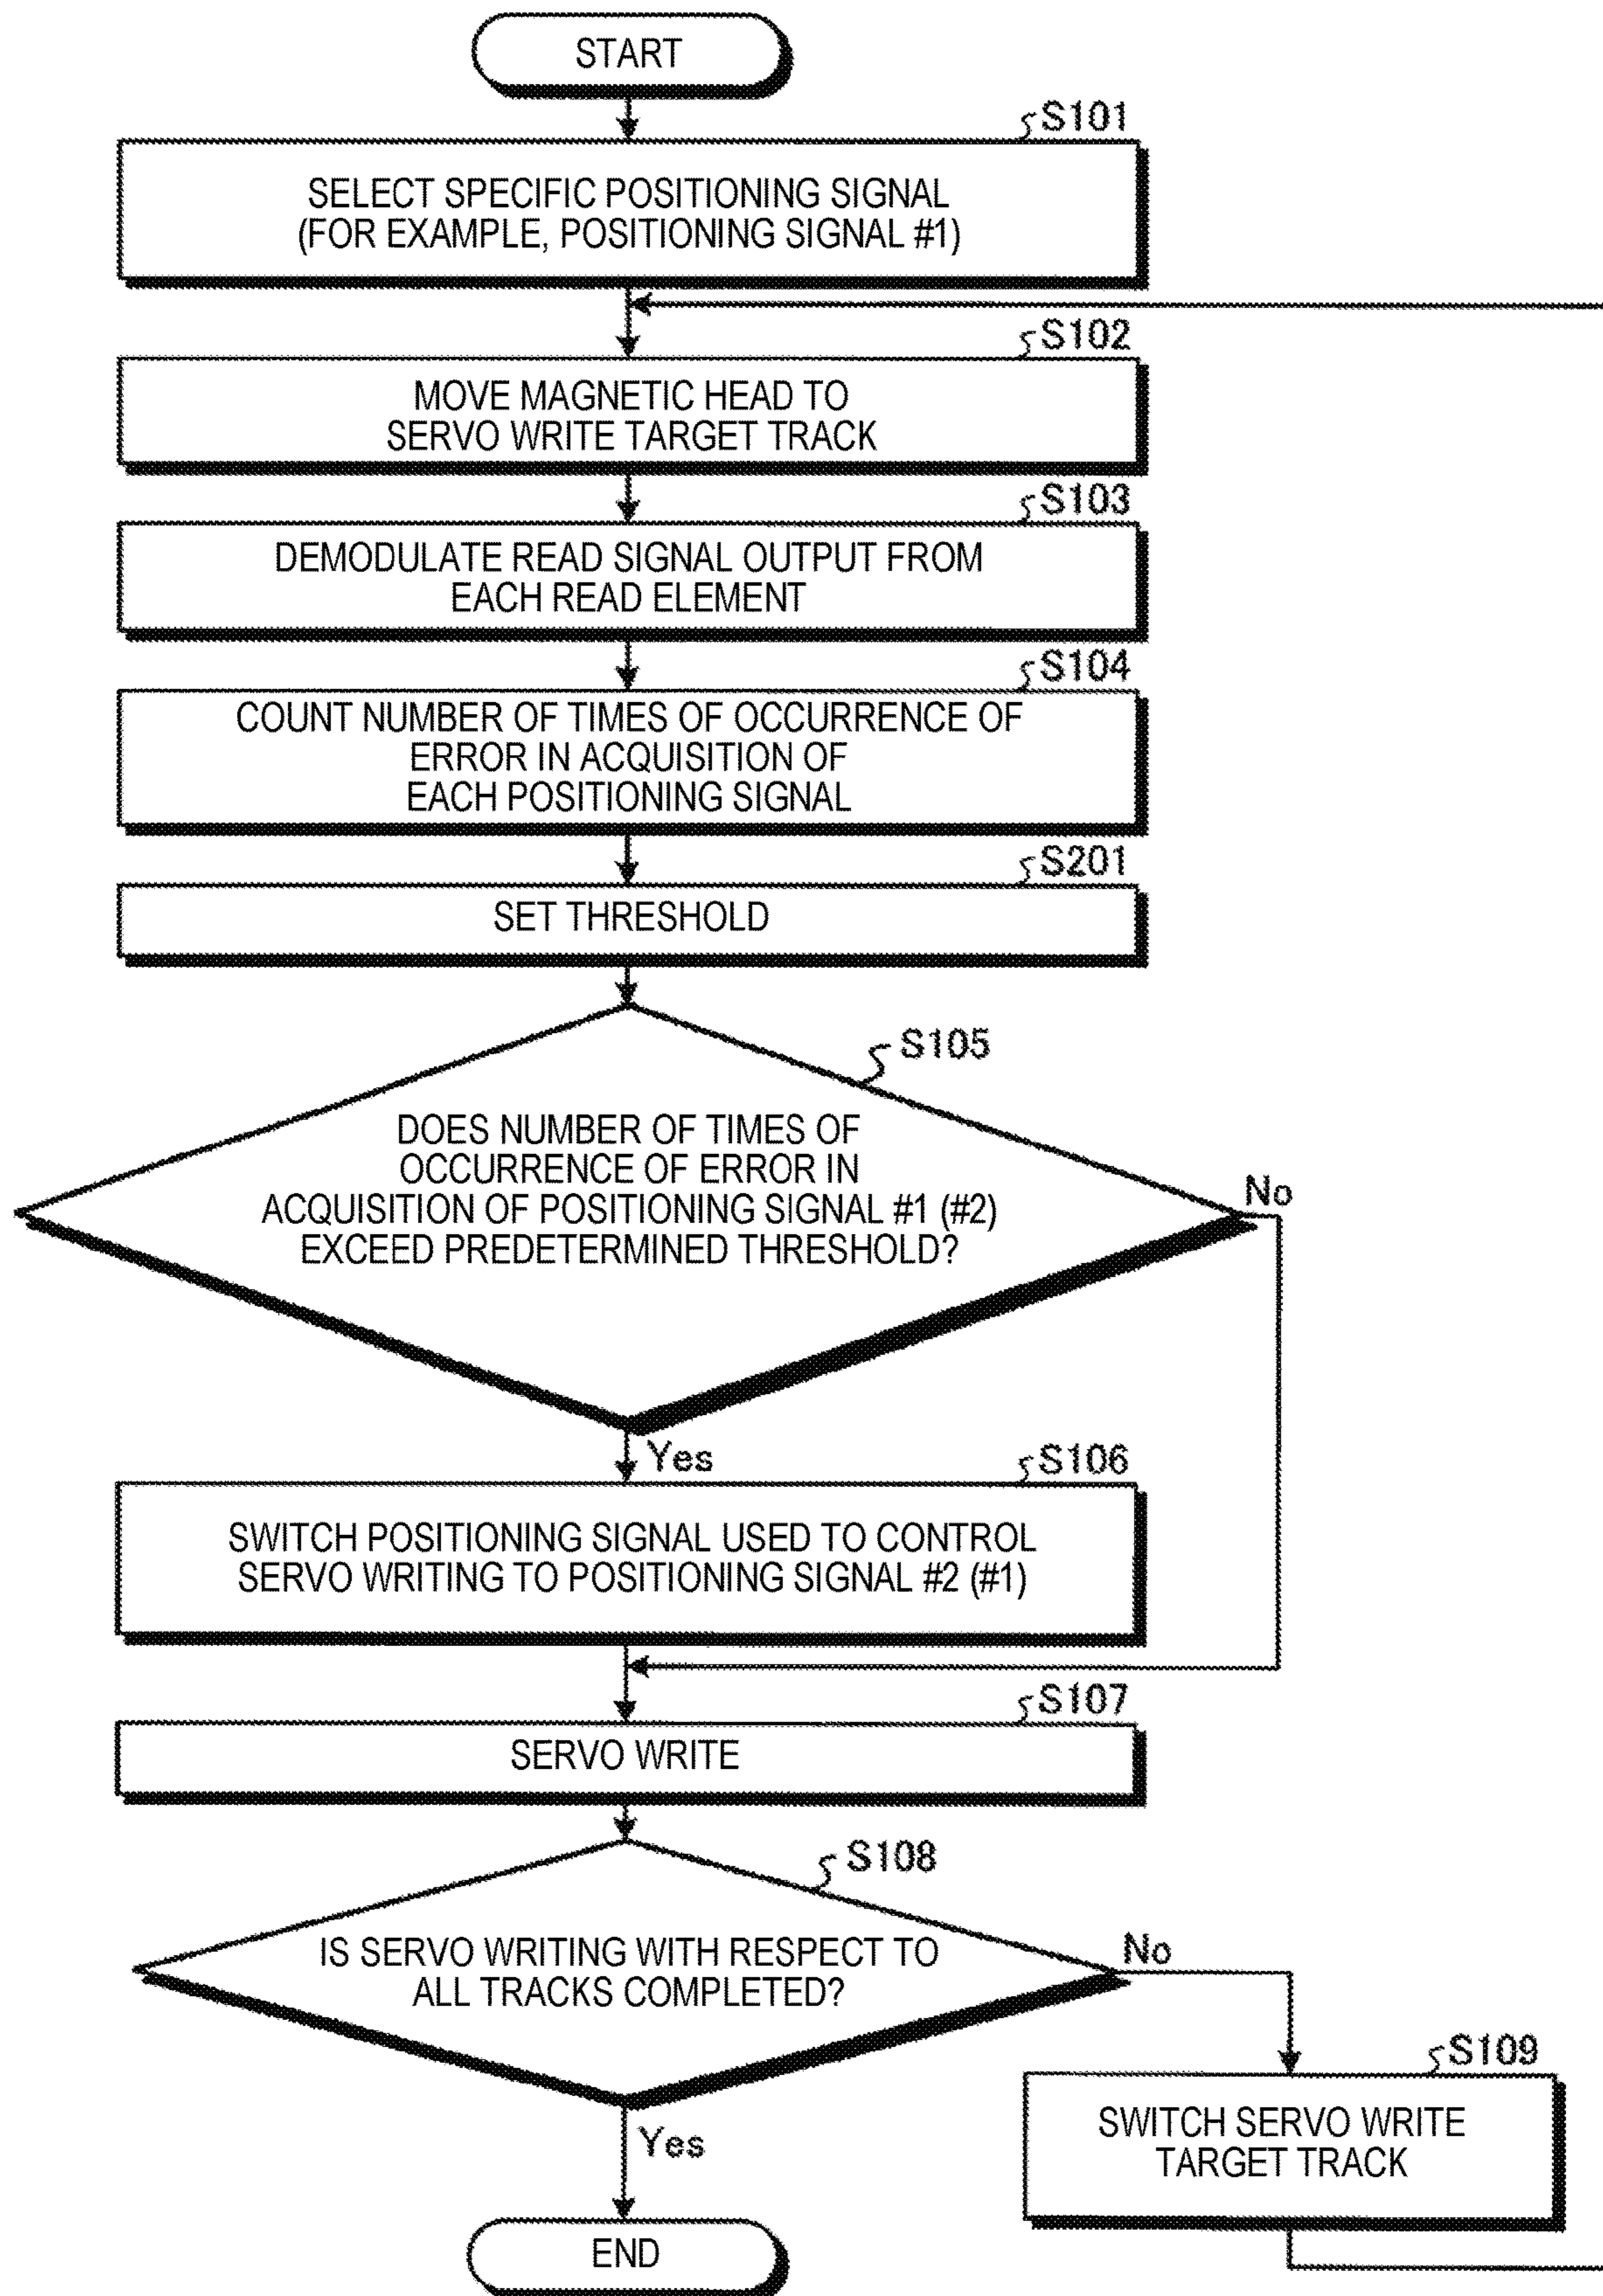 START
S101
SELECT SPECIFIC POSITIONING SIGNAL
(FOR EXAMPLE, POSITIONING SIGNAL #1)
S102
MOVE MAGNETIC HEAD TO
SERVO WRITE TARGET TRACK
S103
DEMODULATE READ SIGNAL OUTPUT FROM
EACH READ ELEMENT
S104
COUNT NUMBER OF TIMES OF OCCURRENCE OF
ERROR IN ACQUISITION OF
EACH POSITIONING SIGNAL
S201
SET THRESHOLD
S105
DOES NUMBER OF TIMES OF
OCCURRENCE OF ERROR IN
ACQUISITION OF POSITIONING SIGNAL #1 (#2)
EXCEED PREDETERMINED THRESHOLD?
No
Yes
S106
SWITCH POSITIONING SIGNAL USED TO CONTROL
SERVO WRITING TO POSITIONING SIGNAL #2 (#1)
S107
SERVO WRITE
S108
IS SERVO WRITING WITH RESPECT TO
ALL TRACKS COMPLETED?
No
S109
SWITCH SERVO WRITE
TARGET TRACK
Yes
END